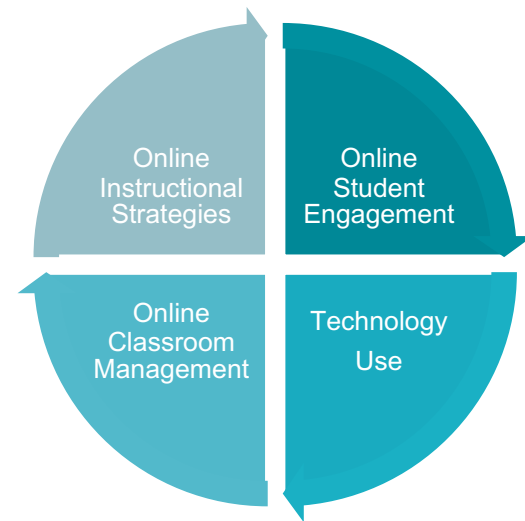 Online
Instructional
Strategies
Online
Student
Engagement
Online
Classroom
Management
Technology
Use